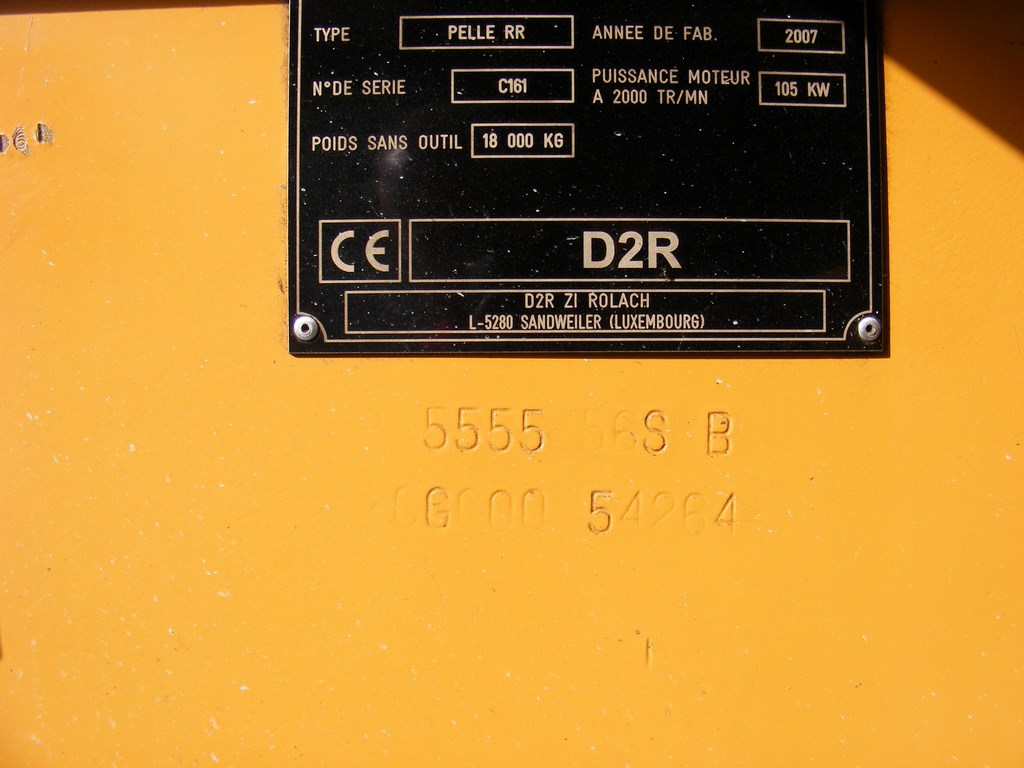 TYPE PELLE RR ANNEE DE FAB. 2007
N° DE SERIE C161 PUISSANCE MOTEUR A 2000 TR/MN 105 KW
POIDS SANS OUTIL 18 000 KG
CE D2R
D2R ZI ROLACH
L-5280 SANDWEILER (LUXEMBOURG)
5555 56S B
54264